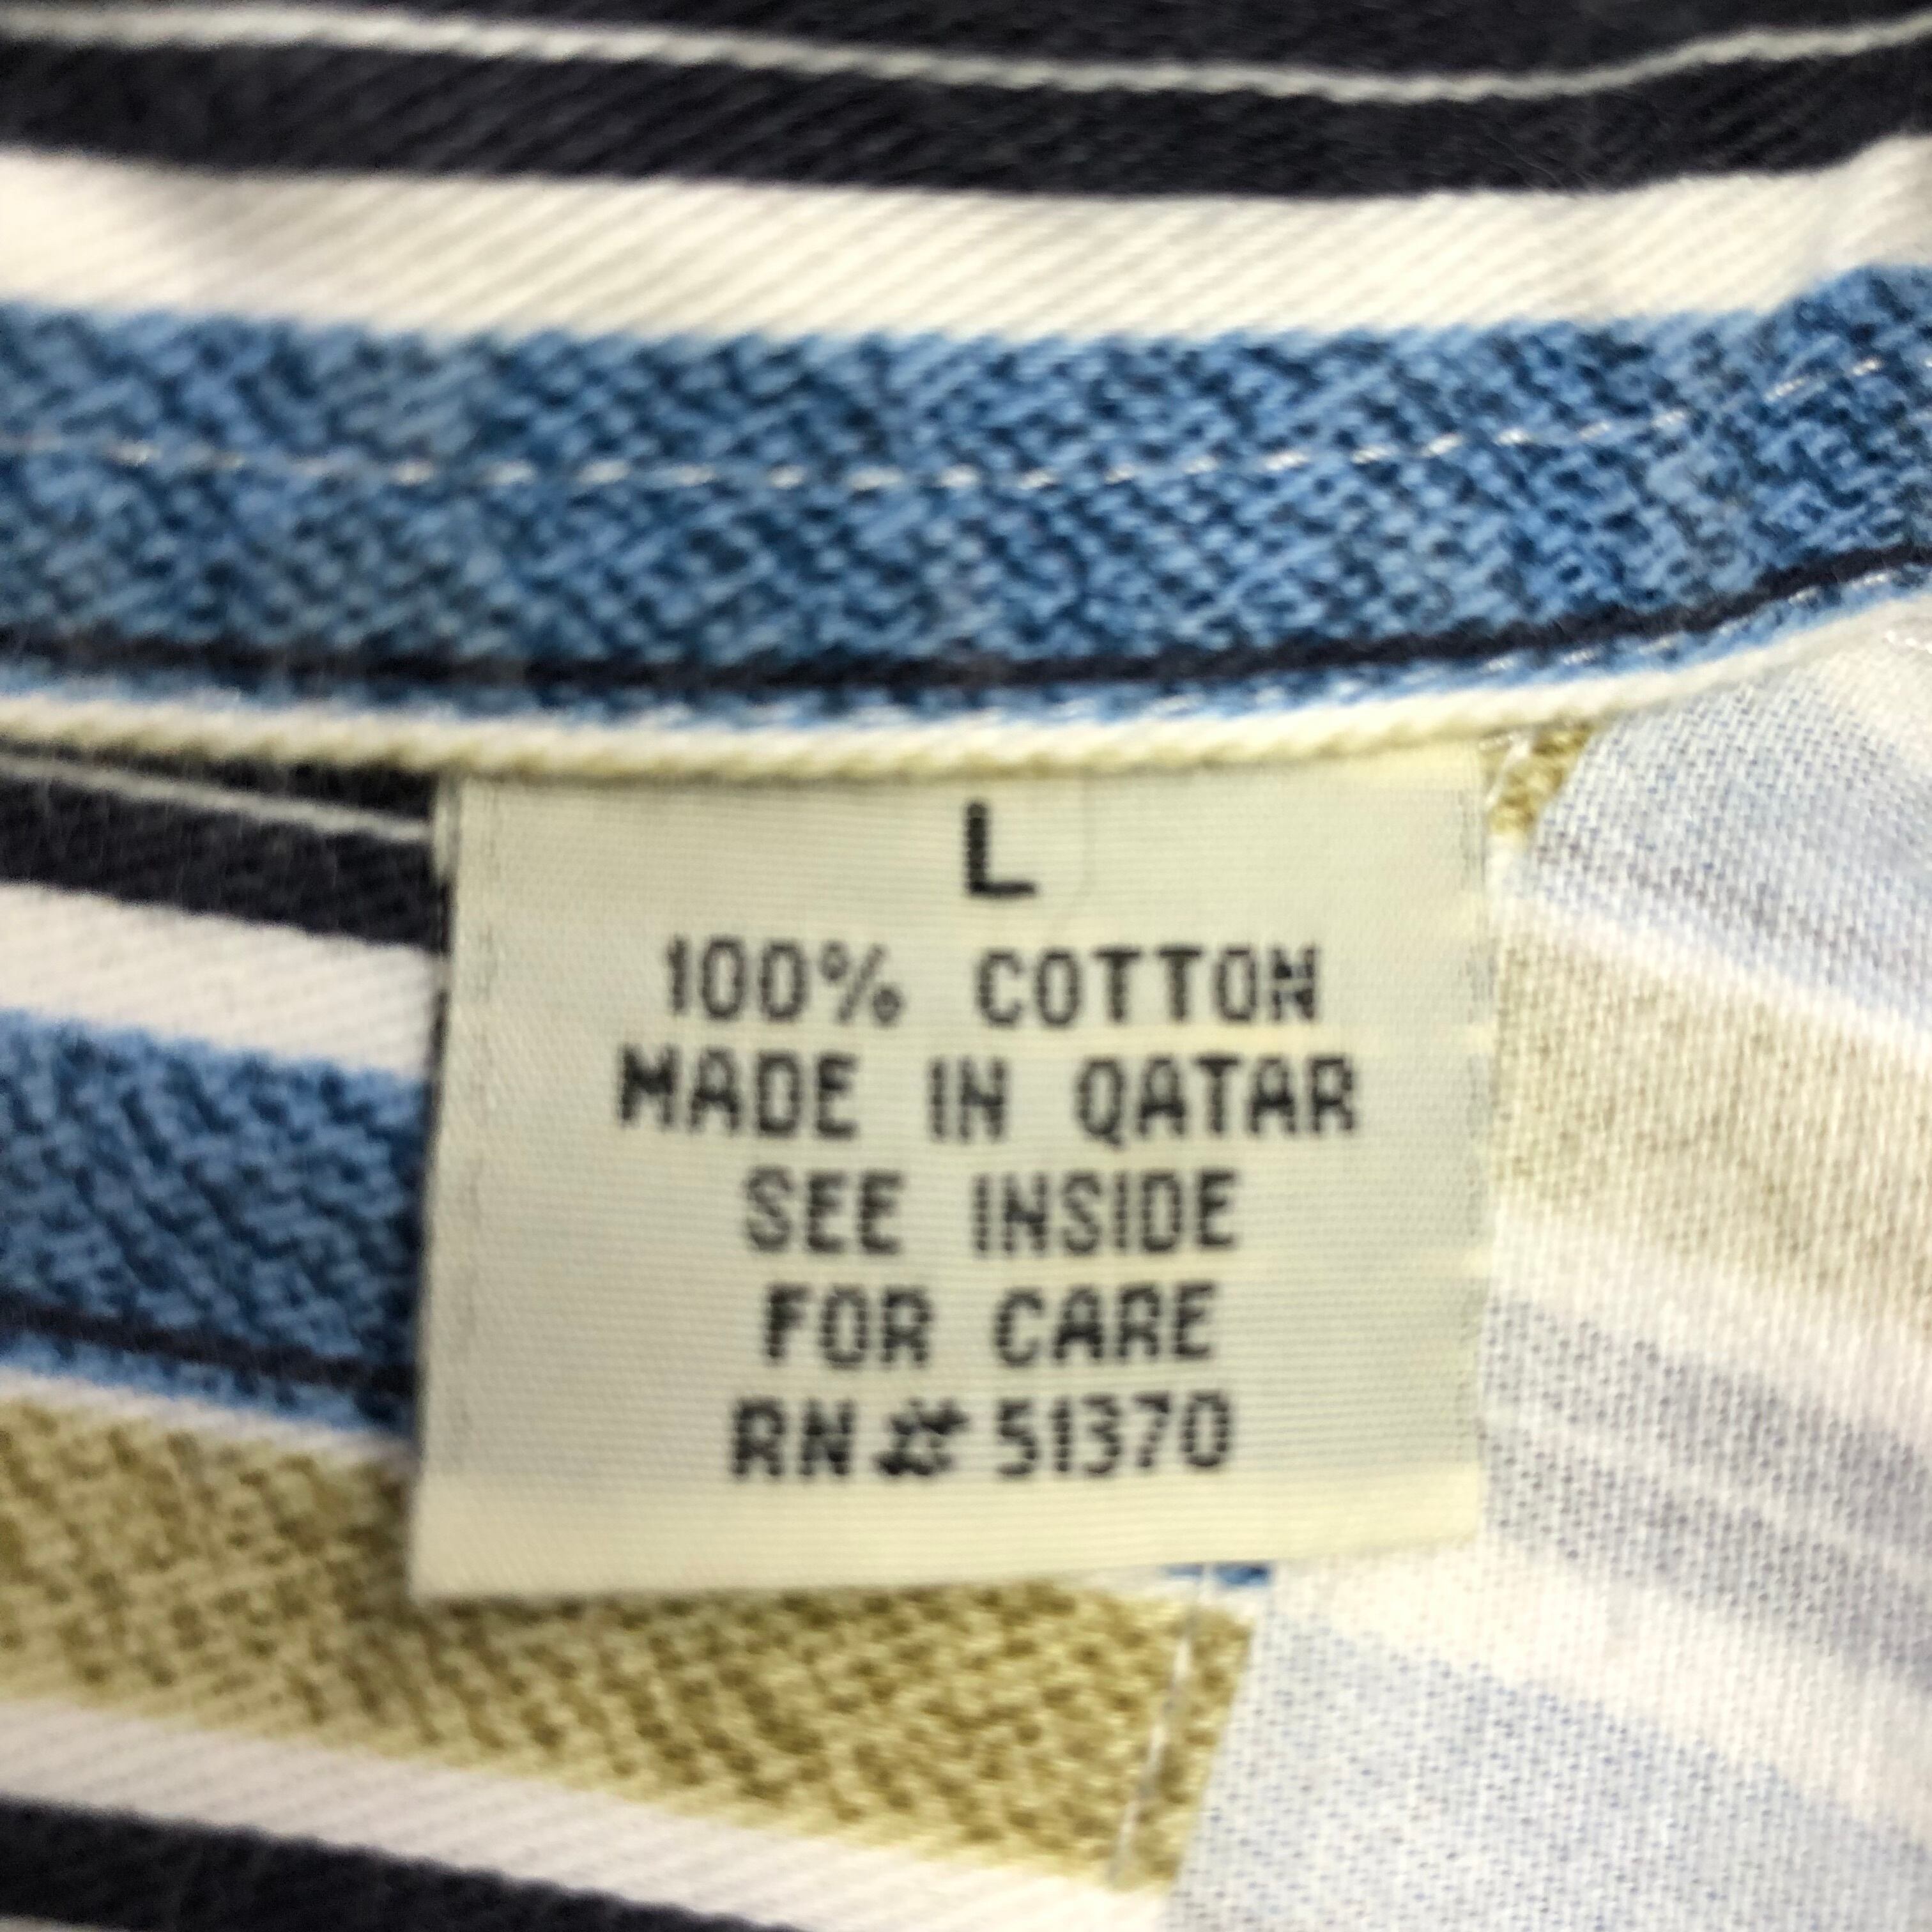 L
100% COTTON
MADE IN QATAR
SEE INSIDE
FOR CARE
RN # 51370